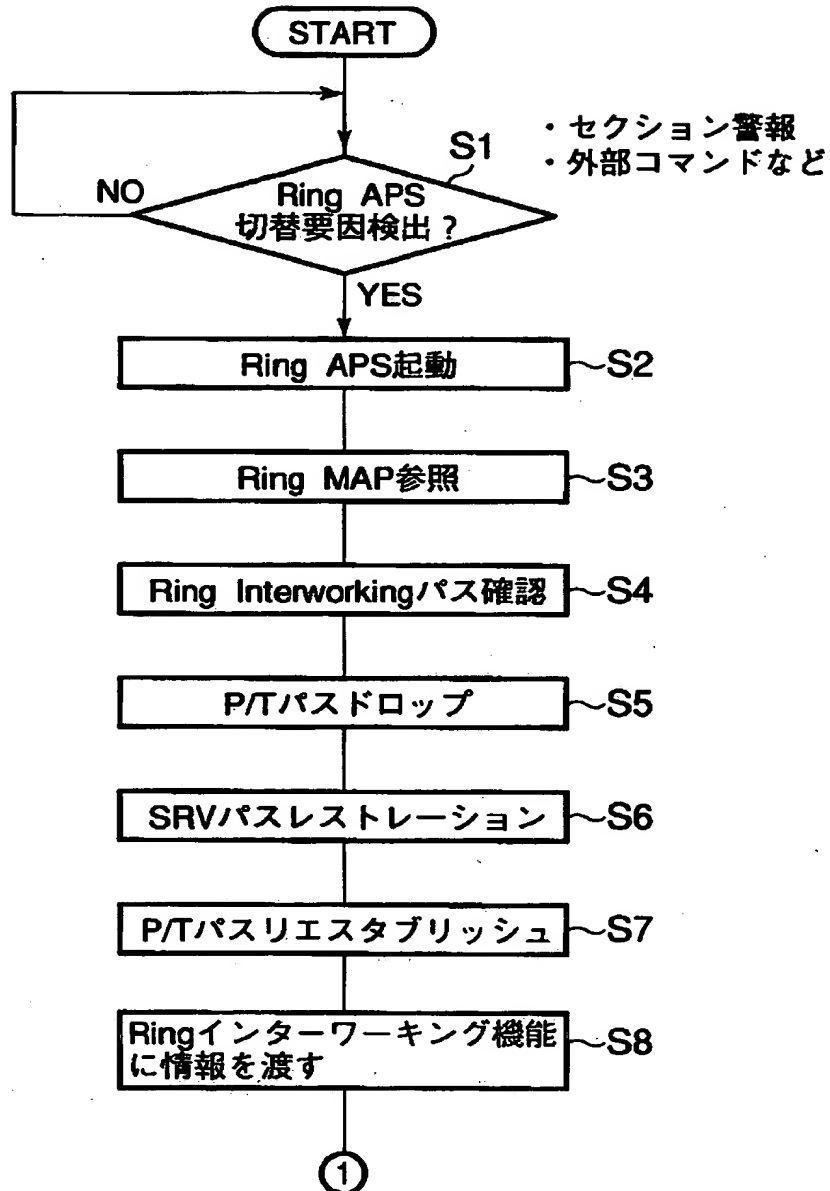 START
・セクション警報
・外部コマンドなど
S1
NO
Ring APS
切替要因検出?
YES
Ring APS起動
S2
Ring MAP参照
S3
Ring Interworkingパス確認
S4
P/Tパスドロップ
S5
SRVパスレストレーション
S6
P/Tパスリエスタブリッシュ
S7
Ringインターワーキング機能
に情報を渡す
S8
1